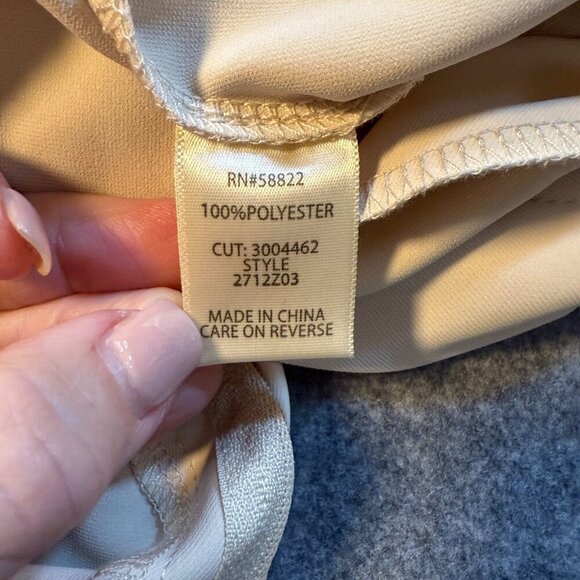 RN#58822
100%POLYESTER
CUT: 3004462
STYLE
2712Z03
MADE IN CHINA
CARE ON REVERSE